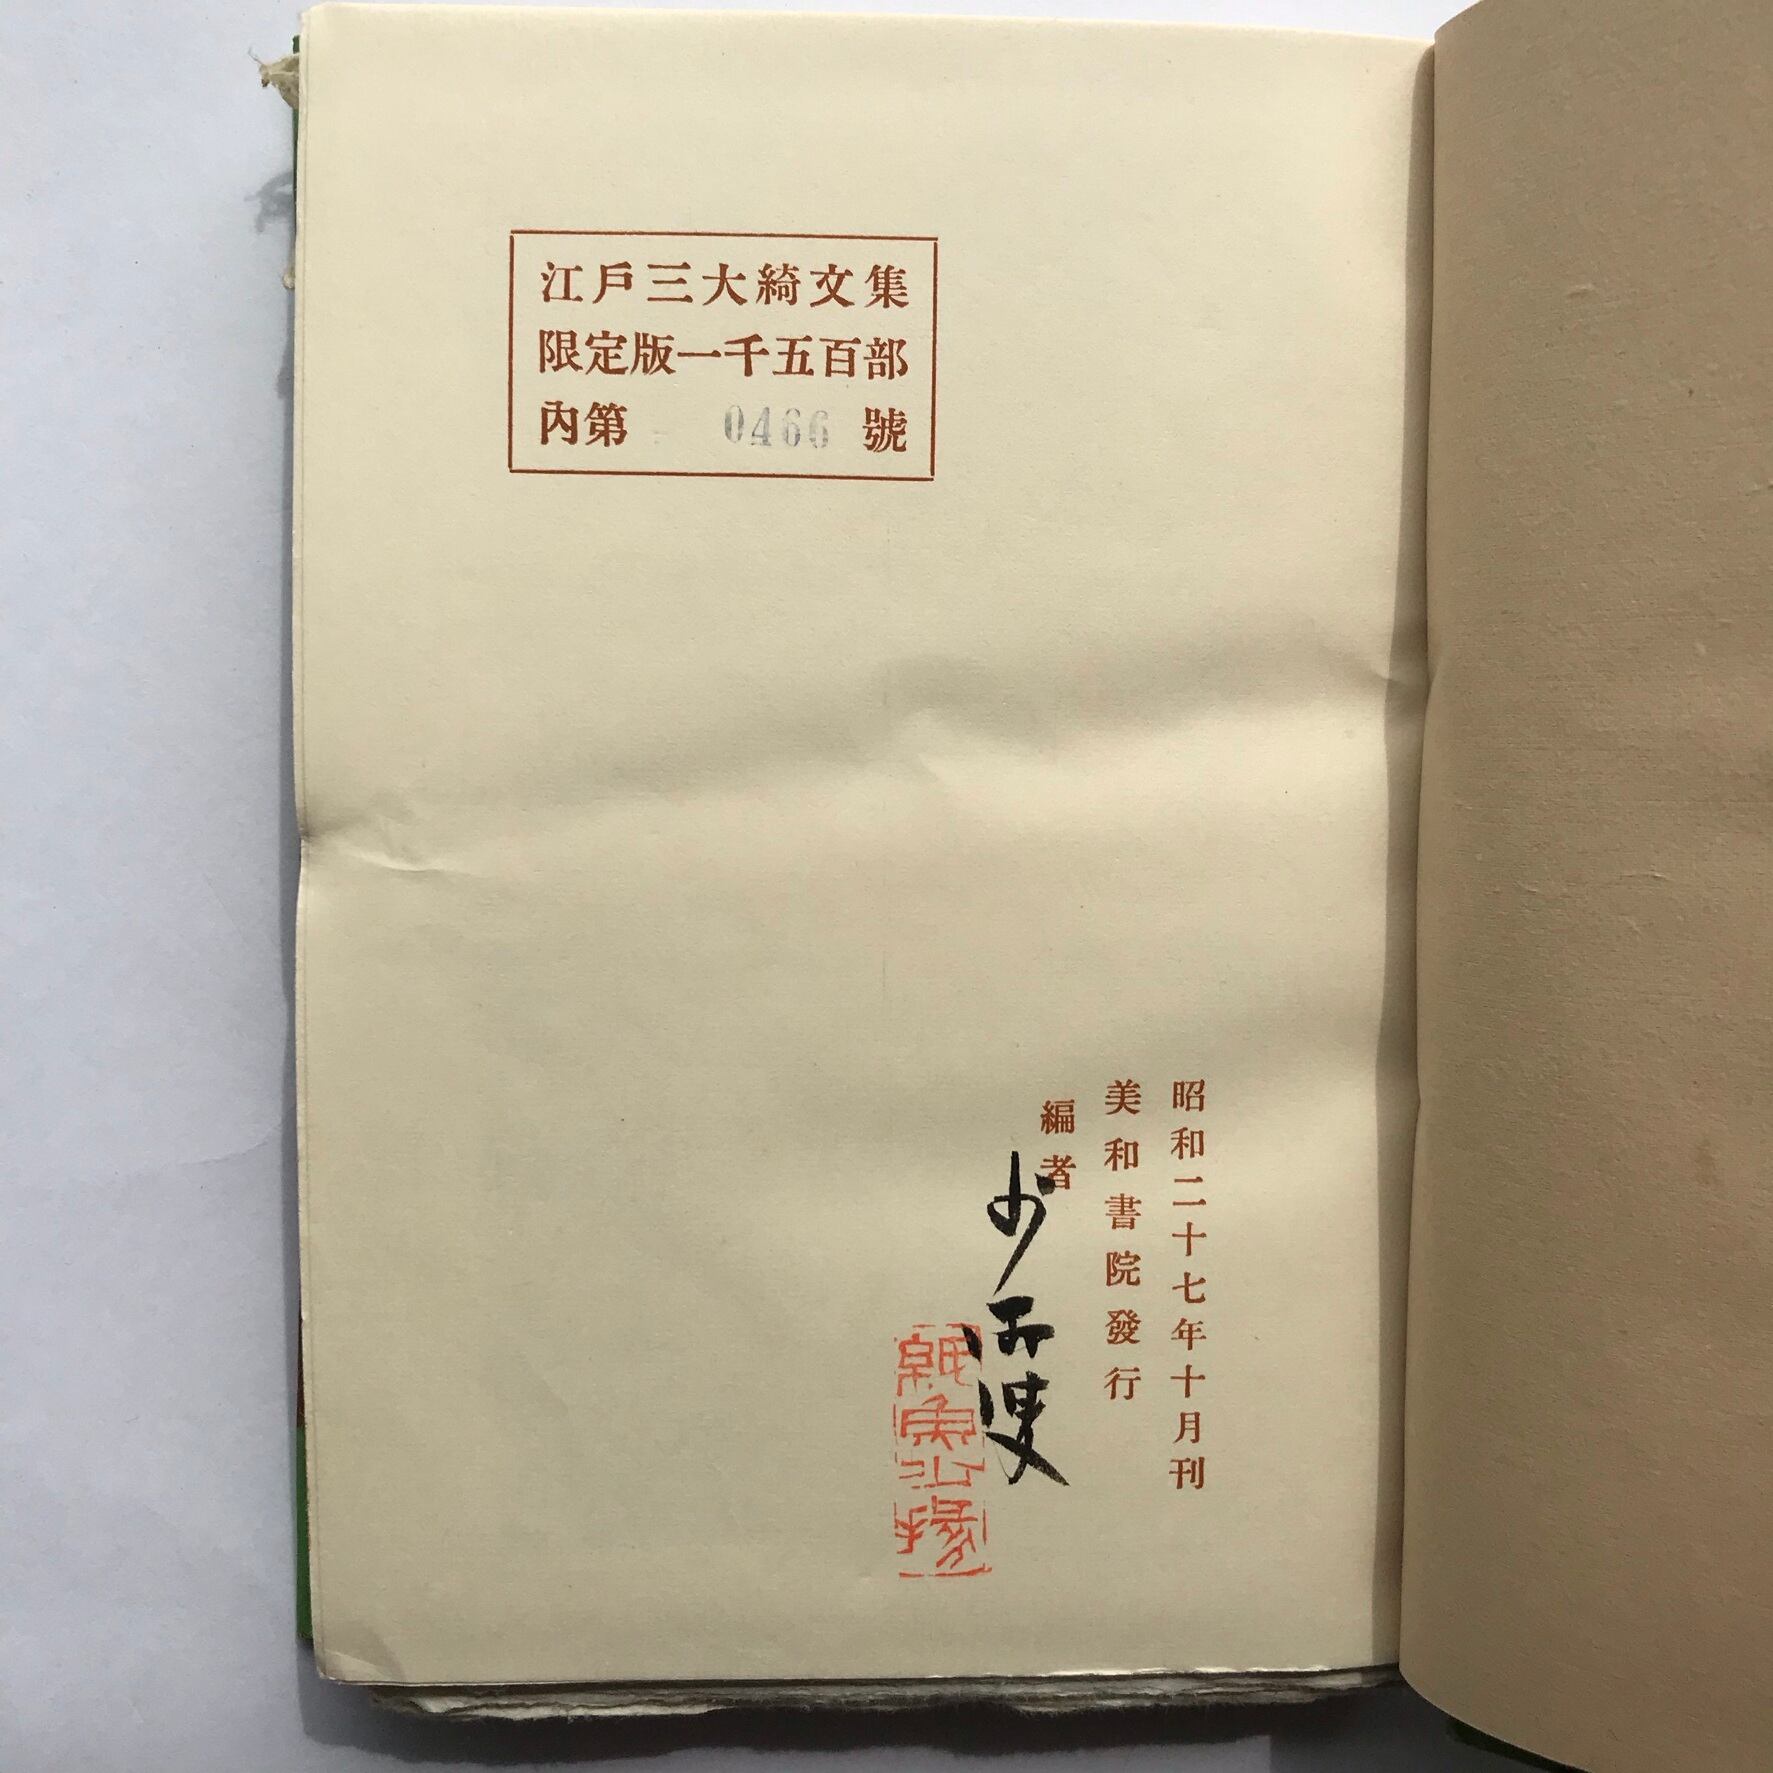 江戶三大綺文集
限定版一千五百部
內第 0466 號
昭和二十七年十月刊
美和書院發行
編者